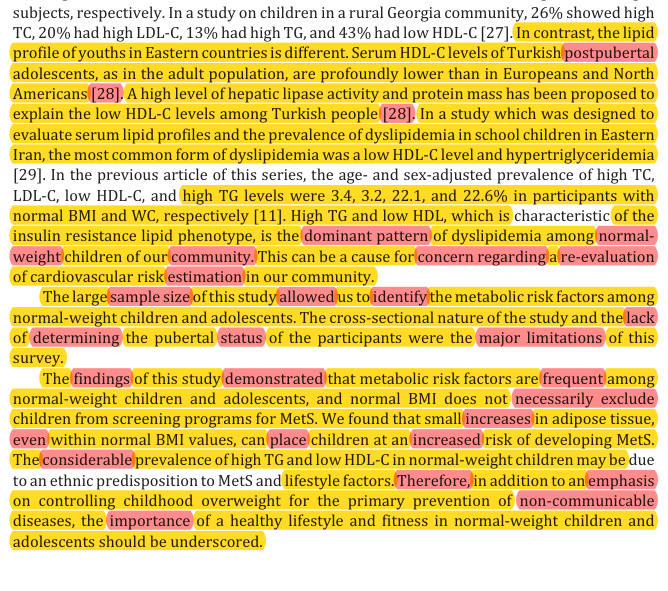 subjects, respectively. In a study on children in a rural Georgia community, 26% showed high
TC, 20% had high LDL-C, 13% had high TG, and 43% had low HDL-C [27]. In contrast, the lipid
profile of youths in Eastern countries is different. Serum HDL-C levels of Turkish postpubertal
adolescents, as in the adult population, are profoundly lower than in Europeans and North
Americans [28]. A high level of hepatic lipase activity and protein mass has been proposed to
explain the low HDL-C levels among Turkish people [28]. In a study which was designed to
evaluate serum lipid profiles and the prevalence of dyslipidemia in school children in Eastern
Iran, the most common form of dyslipidemia was a low HDL-C level and hypertriglyceridemia
[29]. In the previous article of this series, the age- and sex-adjusted prevalence of high TC,
LDL-C, low HDL-C, and high TG levels were 3.4, 3.2, 22.1, and 22.6% in participants with
normal BMI and WC, respectively [11]. High TG and low HDL, which is characteristic of the
insulin resistance lipid phenotype, is the dominant pattern of dyslipidemia among normal-
weight children of our community. This can be a cause for concern regarding a re-evaluation
of cardiovascular risk estimation in our community.
The large sample size of this study allowed us to identify the metabolic risk factors among
normal-weight children and adolescents. The cross-sectional nature of the study and the lack
of determining the pubertal status of the participants were the major limitations of this
survey.
The findings of this study demonstrated that metabolic risk factors are frequent among
normal-weight children and adolescents, and normal BMI does not necessarily exclude
children from screening programs for MetS. We found that small increases in adipose tissue,
even within normal BMI values, can place children at an increased risk of developing MetS.
The considerable prevalence of high TG and low HDL-C in normal-weight children may be due
to an ethnic predisposition to MetS and lifestyle factors. Therefore, in addition to an emphasis
on controlling childhood overweight for the primary prevention of non-communicable
diseases, the importance of a healthy lifestyle and fitness in normal-weight children and
adolescents should be underscored.